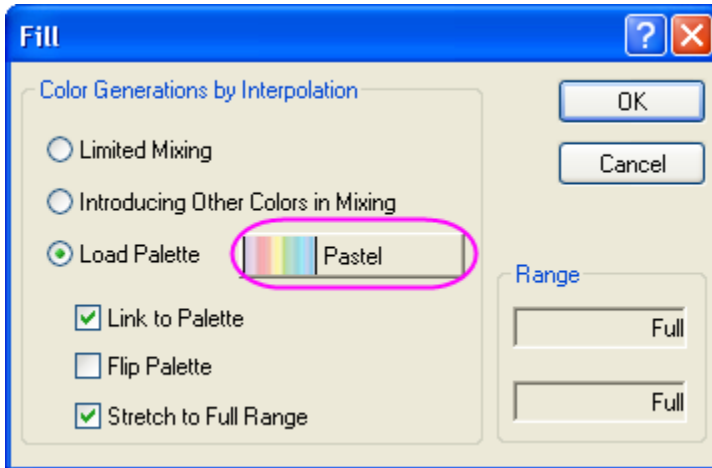 Fill
?
Color Generations by Interpolation
OK
Limited Mixing
Cancel
Introducing Other Colors in Mixing
Load Palette Pastel
Range
Link to Palette
Full
Flip Palette
Full
Stretch to Full Range